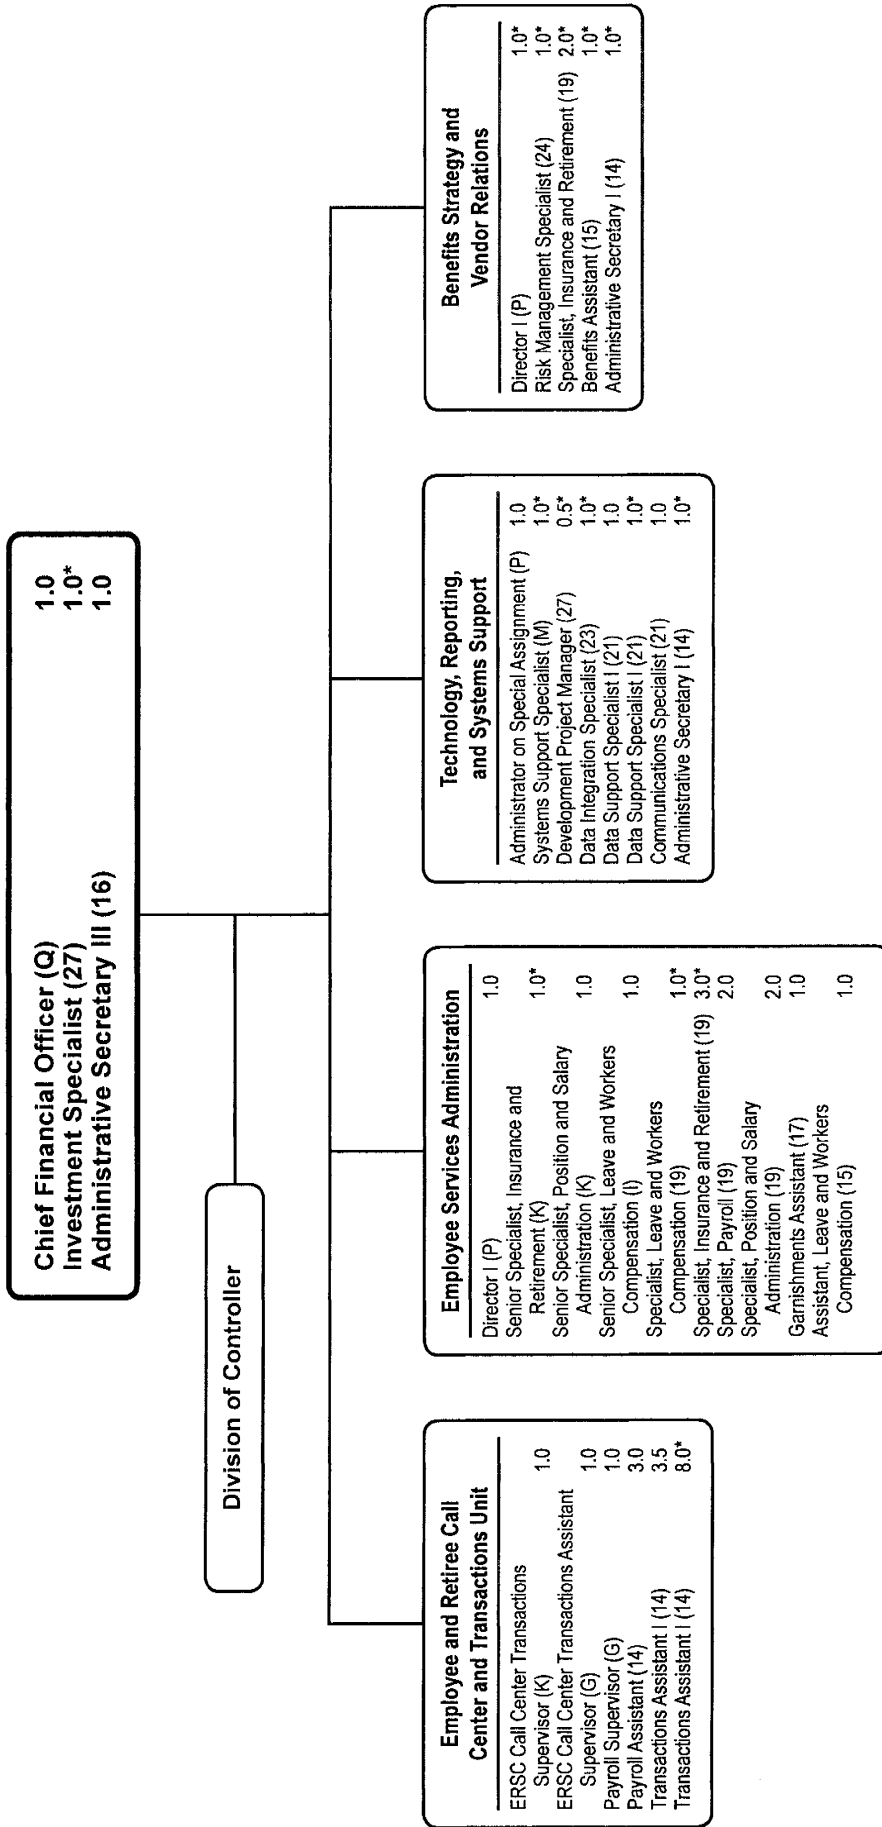 Chief Financial Officer (Q) 1.0
Investment Specialist (27) 1.0*
Administrative Secretary III (16) 1.0
Division of Controller
Employee and Retiree Call
Center and Transactions Unit
ERSC Call Center Transactions
Supervisor (K) 1.0
ERSC Call Center Transactions Assistant
Supervisor (G) 1.0
Payroll Supervisor (G) 1.0
Payroll Assistant (14) 3.0
Transactions Assistant I (14) 3.5
Transactions Assistant I (14) 8.0*
Employee Services Administration
Director I (P) 1.0
Senior Specialist, Insurance and
Retirement (K) 1.0*
Senior Specialist, Position and Salary
Administration (K) 1.0
Senior Specialist, Leave and Workers
Compensation (I) 1.0
Specialist, Leave and Workers
Compensation (19) 1.0*
Specialist, Insurance and Retirement (19) 3.0*
Specialist, Payroll (19) 2.0
Specialist, Position and Salary
Administration (19) 2.0
Garnishments Assistant (17) 1.0
Assistant, Leave and Workers
Compensation (15) 1.0
Technology, Reporting,
and Systems Support
Administrator on Special Assignment (P) 1.0
Systems Support Specialist (M) 1.0*
Development Project Manager (27) 0.5*
Data Integration Specialist (23) 1.0*
Data Support Specialist I (21) 1.0
Data Support Specialist I (21) 1.0*
Communications Specialist (21) 1.0
Administrative Secretary I (14) 1.0*
Benefits Strategy and
Vendor Relations
Director I (P) 1.0*
Risk Management Specialist (24) 1.0*
Specialist, Insurance and Retirement (19) 2.0*
Benefits Assistant (15) 1.0*
Administrative Secretary I (14) 1.0*